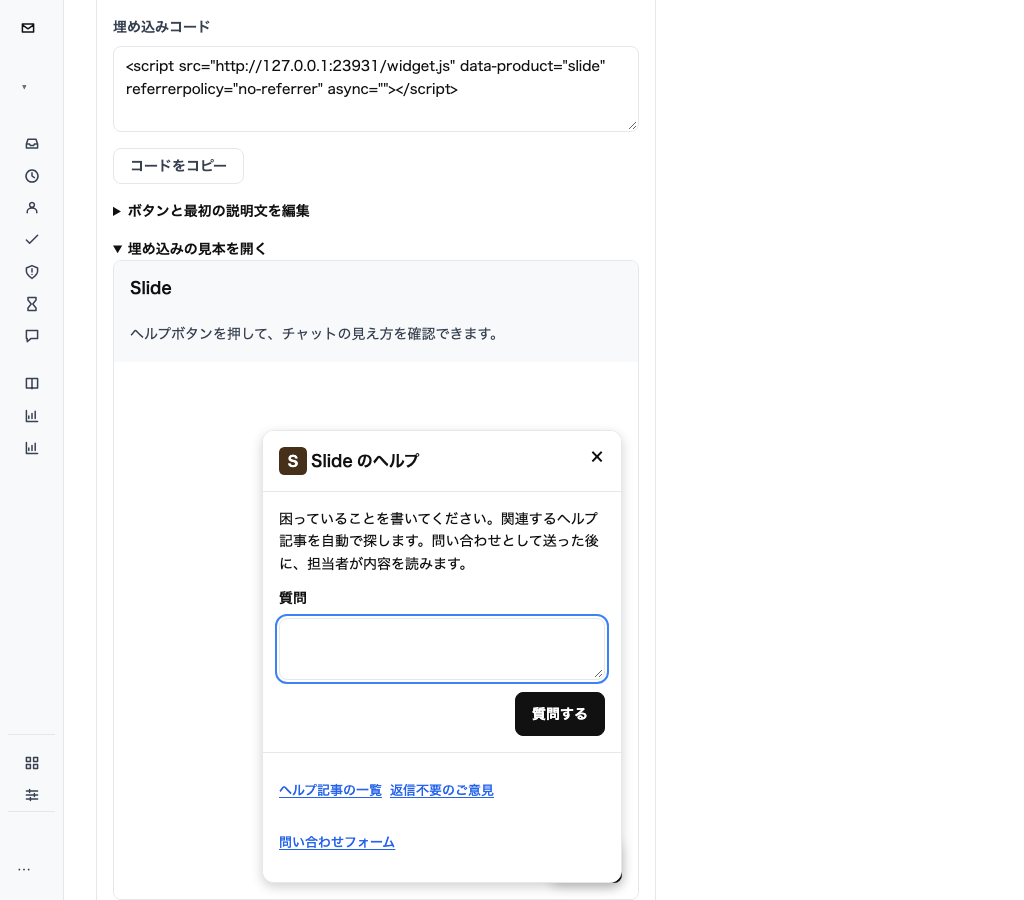 埋め込みコード
<script src="http://127.0.0.1:23931/widget.js" data-product="slide"
referrerpolicy="no-referrer" async=""></script>
コードをコピー
ボタンと最初の説明文を編集
埋め込みの見本を開く
Slide
ヘルプボタンを押して、チャットの見え方を確認できます。
S Slide のヘルプ
困っていることを書いてください。関連するヘルプ
記事を自動で探します。問い合わせとして送った後
に、担当者が内容を読みます。
質問
質問する
ヘルプ記事の一覧 返信不要のご意見
問い合わせフォーム